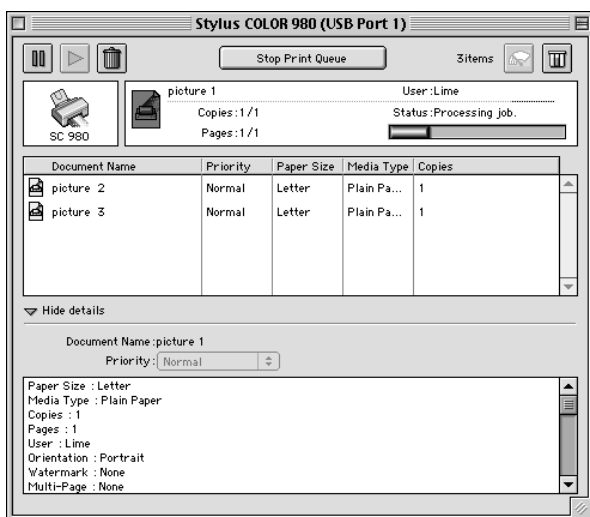 Stylus COLOR 980 (USB Port 1)
Stop Print Queue
3items
SC 980
picture 1
User:Lime
Copies:1/1
Status:Processing job.
Pages:1/1
Document Name Priority Paper Size Media Type Copies
picture 2 Normal Letter Plain Pa... 1
picture 3 Normal Letter Plain Pa... 1
Hide details
Document Name:picture 1
Priority: Normal
Paper Size : Letter
Media Type : Plain Paper
Copies : 1
Pages : 1
User : Lime
Orientation : Portrait
Watermark : None
Multi-Page : None